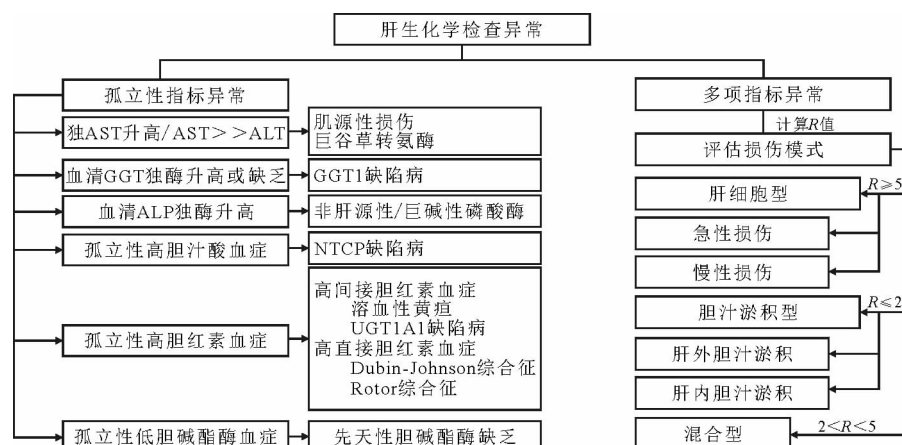 肝生化学检查异常
孤立性指标异常
独AST升高/AST＞＞ALT
肌源性损伤
巨谷草转氨酶
血清GGT独酶升高或缺乏
GGT1缺陷病
血清ALP独酶升高
非肝源性/巨碱性磷酸酶
孤立性高胆汁酸血症
NTCP缺陷病
孤立性高胆红素血症
高间接胆红素血症
溶血性黄疸
UGT1A1缺陷病
高直接胆红素血症
Dubin-Johnson综合征
Rotor综合征
孤立性低胆碱酯酶血症
先天性胆碱酯酶缺乏
多项指标异常
计算R值
评估损伤模式
R≥5
肝细胞型
急性损伤
慢性损伤
R≤2
胆汁淤积型
肝外胆汁淤积
肝内胆汁淤积
2<R<5
混合型